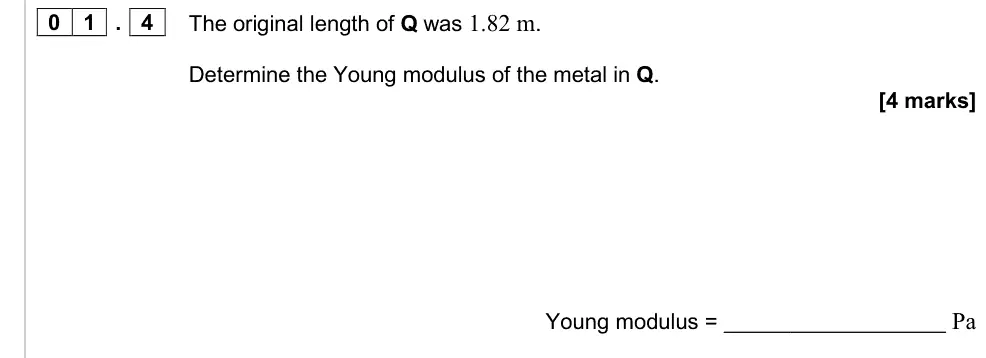 0 1 . 4 The original length of Q was 1.82 m.
Determine the Young modulus of the metal in Q.
[4 marks]
Young modulus = ____________________ Pa